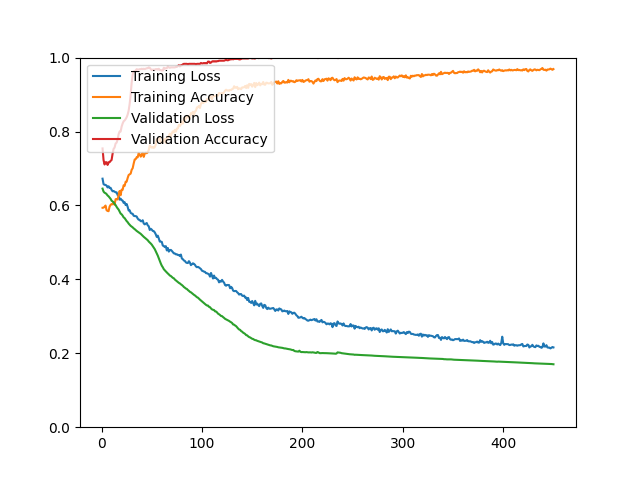 1.0
0.8
0.6
0.4
0.2
0.0
0 100 200 300 400
Training Loss
Training Accuracy
Validation Loss
Validation Accuracy